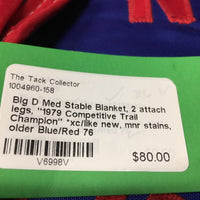 The Tack Collector
1004960-158
Big D Med Stable Blanket, 2 attach
legs, "1979 Competitive Trail
Champion" *xc/like new, mnr stains,
older Blue/Red 76
V6998V
$80.00